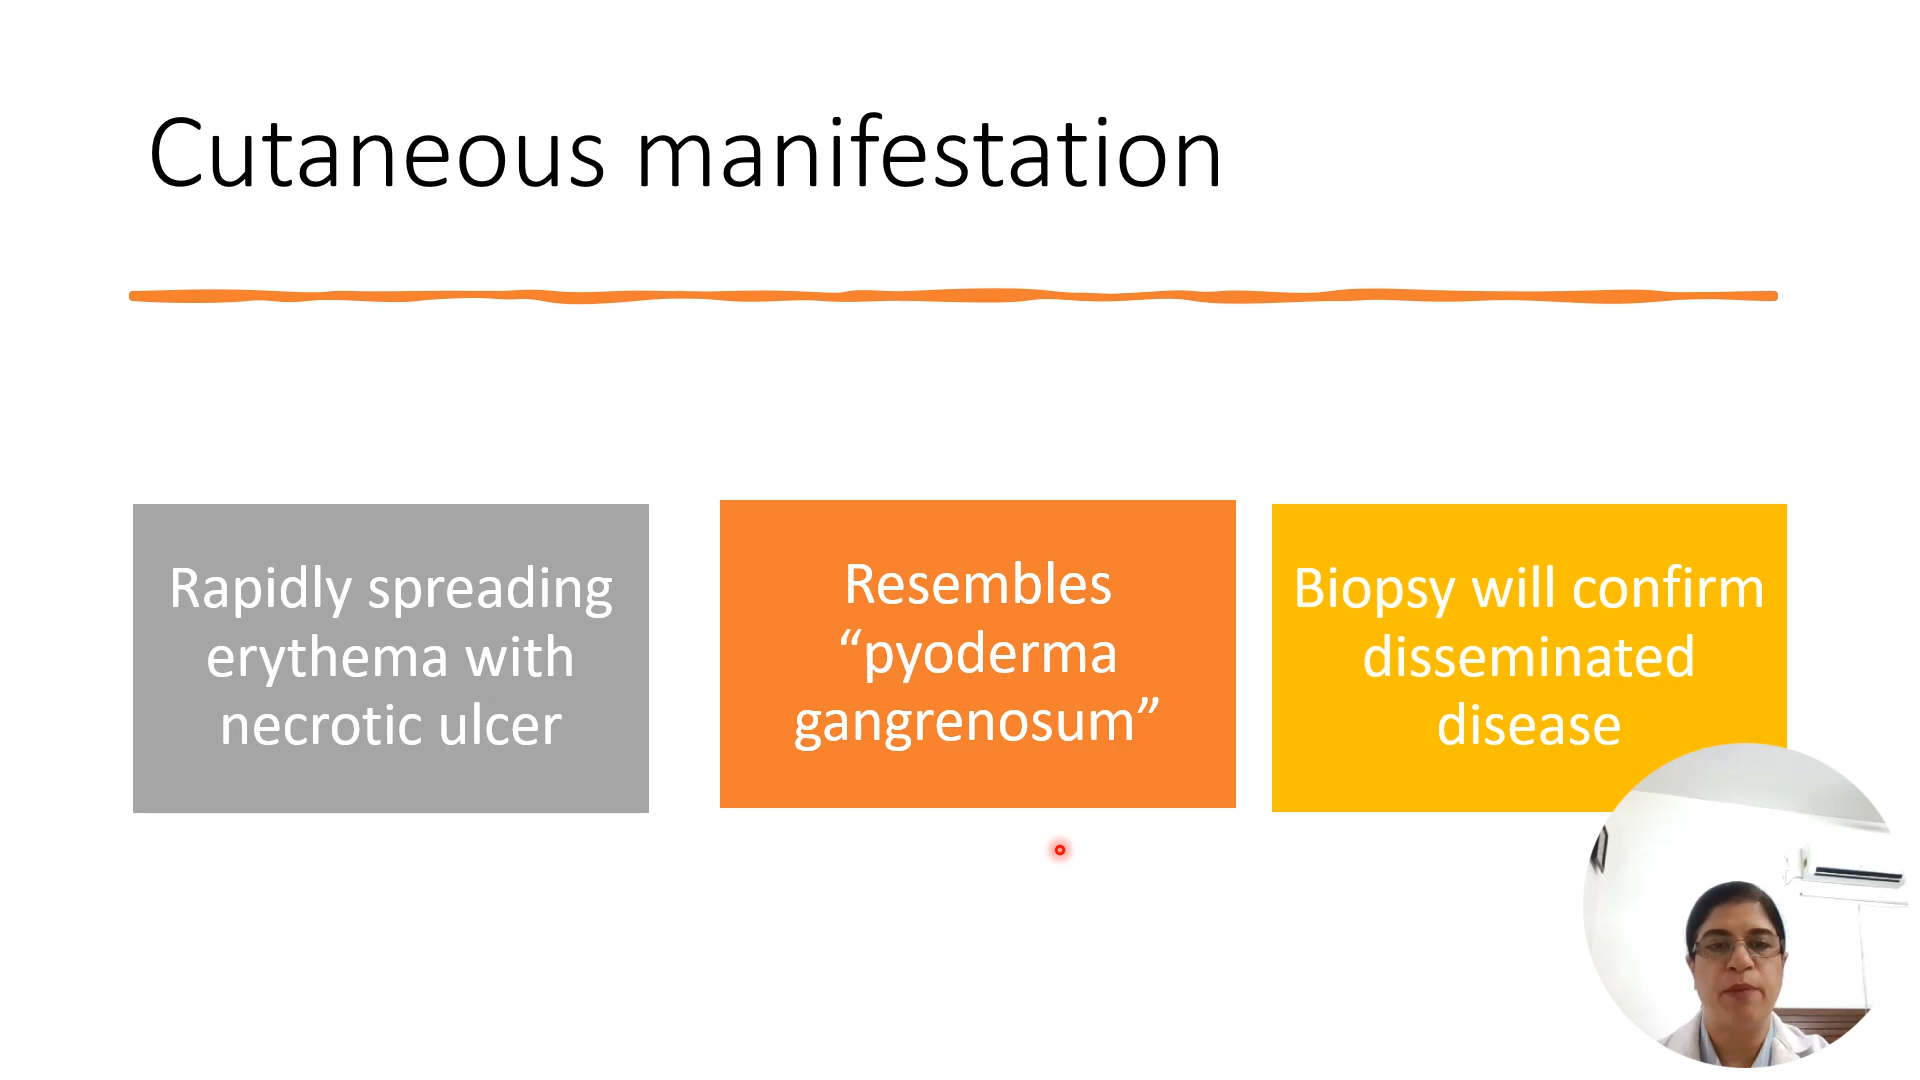 Cutaneous manifestation
Rapidly spreading
erythema with
necrotic ulcer
Resembles
“pyoderma
gangrenosum”
Biopsy will confirm
disseminated
disease